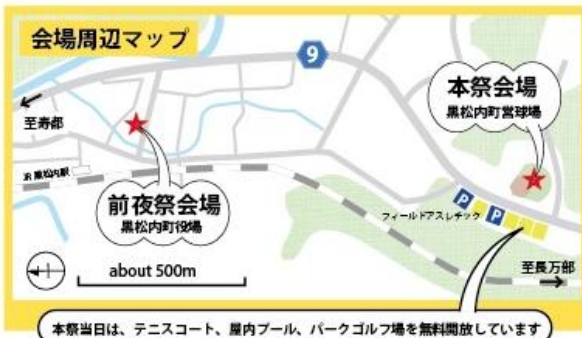 会場周辺マップ
9
本祭会場
黒松内町営球場
至寿都
JR 黒松内駅
前夜祭会場
黒松内町役場
P
P
フィールドアスレチック
about 500m
至長万部
本祭当日は、テニスコート、屋内プール、パークゴルフ場を無料開放しています